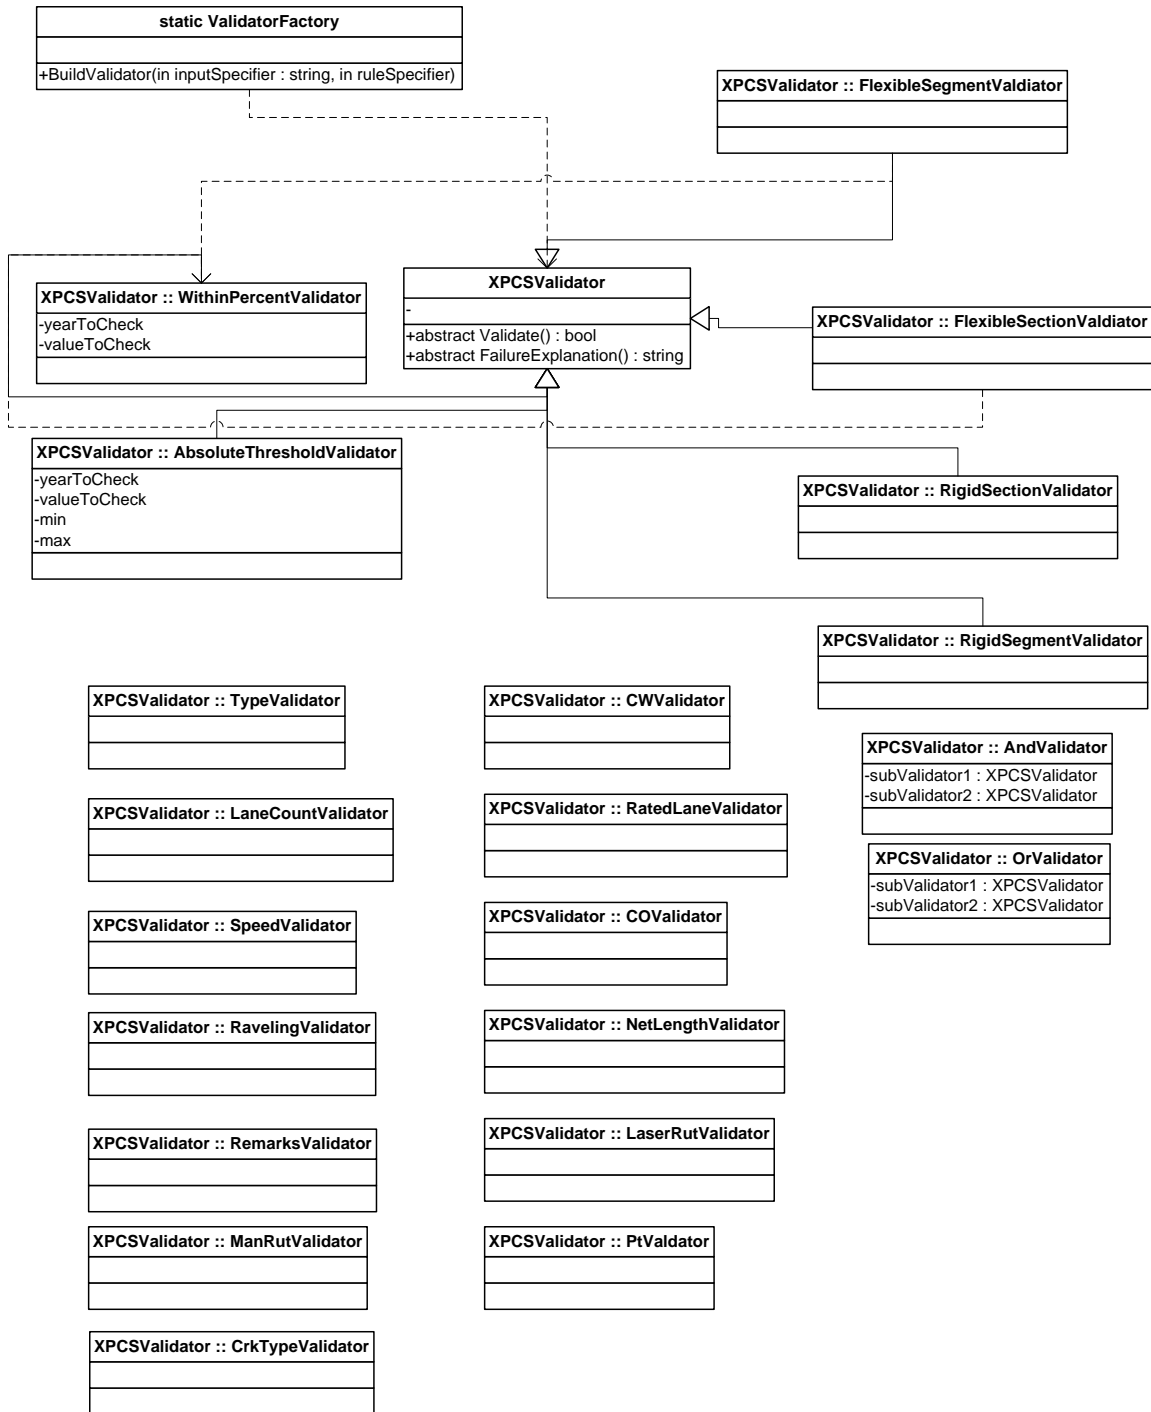 static ValidatorFactory
+BuildValidator(in inputSpecifier : string, in ruleSpecifier)
XPCSValidator :: FlexibleSegmentValdiator
XPCSValidator :: WithinPercentValidator
-yearToCheck
-valueToCheck
XPCSValidator
-
+abstract Validate() : bool
+abstract FailureExplanation() : string
XPCSValidator :: FlexibleSectionValdiator
XPCSValidator :: AbsoluteThresholdValidator
-yearToCheck
-valueToCheck
-min
-max
XPCSValidator :: RigidSectionValidator
XPCSValidator :: RigidSegmentValidator
XPCSValidator :: TypeValidator
XPCSValidator :: CWValidator
XPCSValidator :: AndValidator
-subValidator1 : XPCSValidator
-subValidator2 : XPCSValidator
XPCSValidator :: LaneCountValidator
XPCSValidator :: RatedLaneValidator
XPCSValidator :: OrValidator
-subValidator1 : XPCSValidator
-subValidator2 : XPCSValidator
XPCSValidator :: SpeedValidator
XPCSValidator :: COValidator
XPCSValidator :: RavelingValidator
XPCSValidator :: NetLengthValidator
XPCSValidator :: RemarksValidator
XPCSValidator :: LaserRutValidator
XPCSValidator :: ManRutValidator
XPCSValidator :: PtValdator
XPCSValidator :: CrkTypeValidator